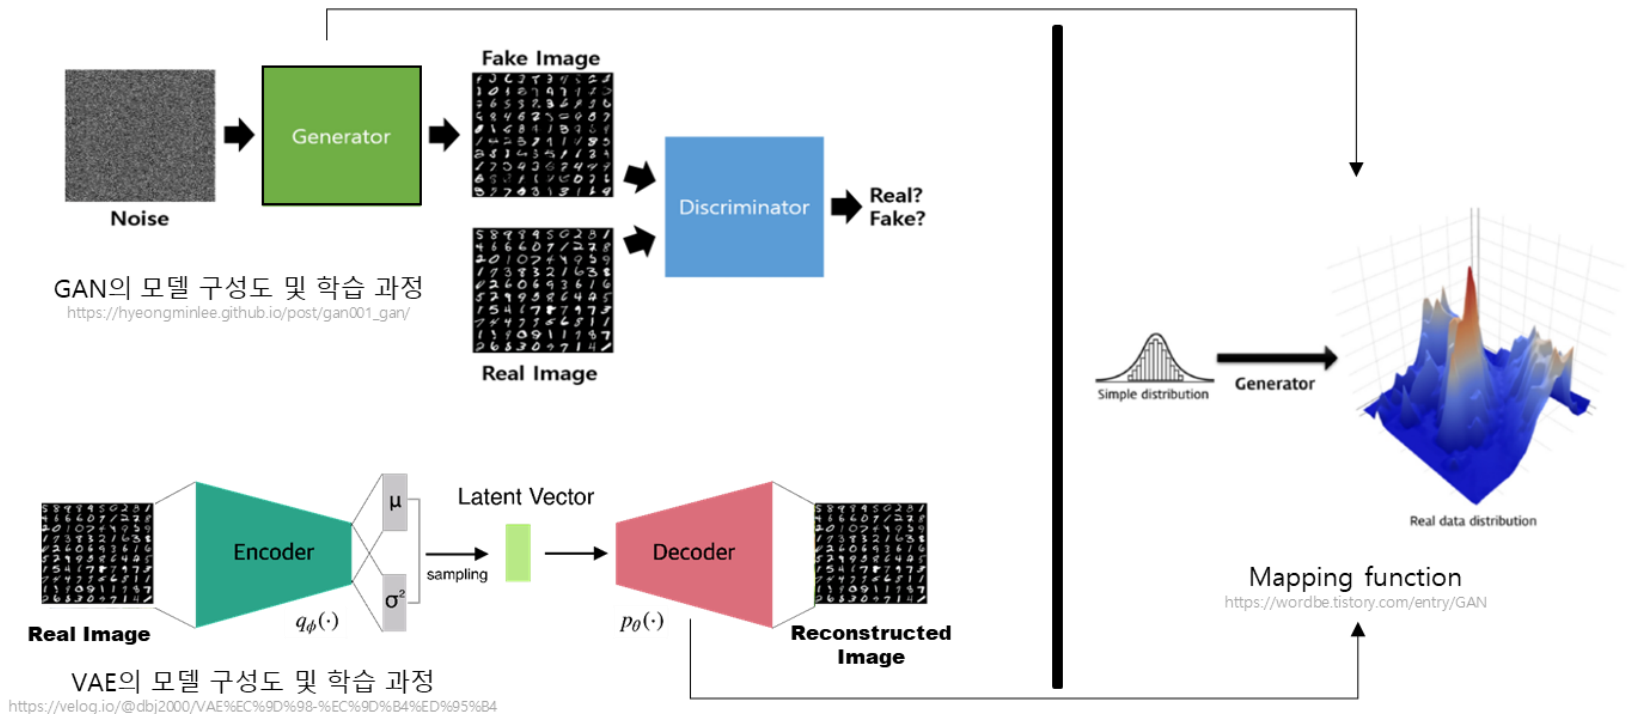 Fake Image
Generator
Noise
Discriminator
Real?
Fake?
Real Image
GAN의 모델 구성도 및 학습 과정
https://hyeongminlee.github.io/post/gan001_gan/
Encoder
μ
σ²
qϕ(·)
sampling
Latent Vector
Decoder
pθ(·)
Real Image
Reconstructed
Image
VAE의 모델 구성도 및 학습 과정
https://velog.io/@dbj2000/VAE%EC%9D%98-%EC%9D%B4%ED%95%B4
Simple distribution
Generator
Real data distribution
Mapping function
https://wordbe.tistory.com/entry/GAN